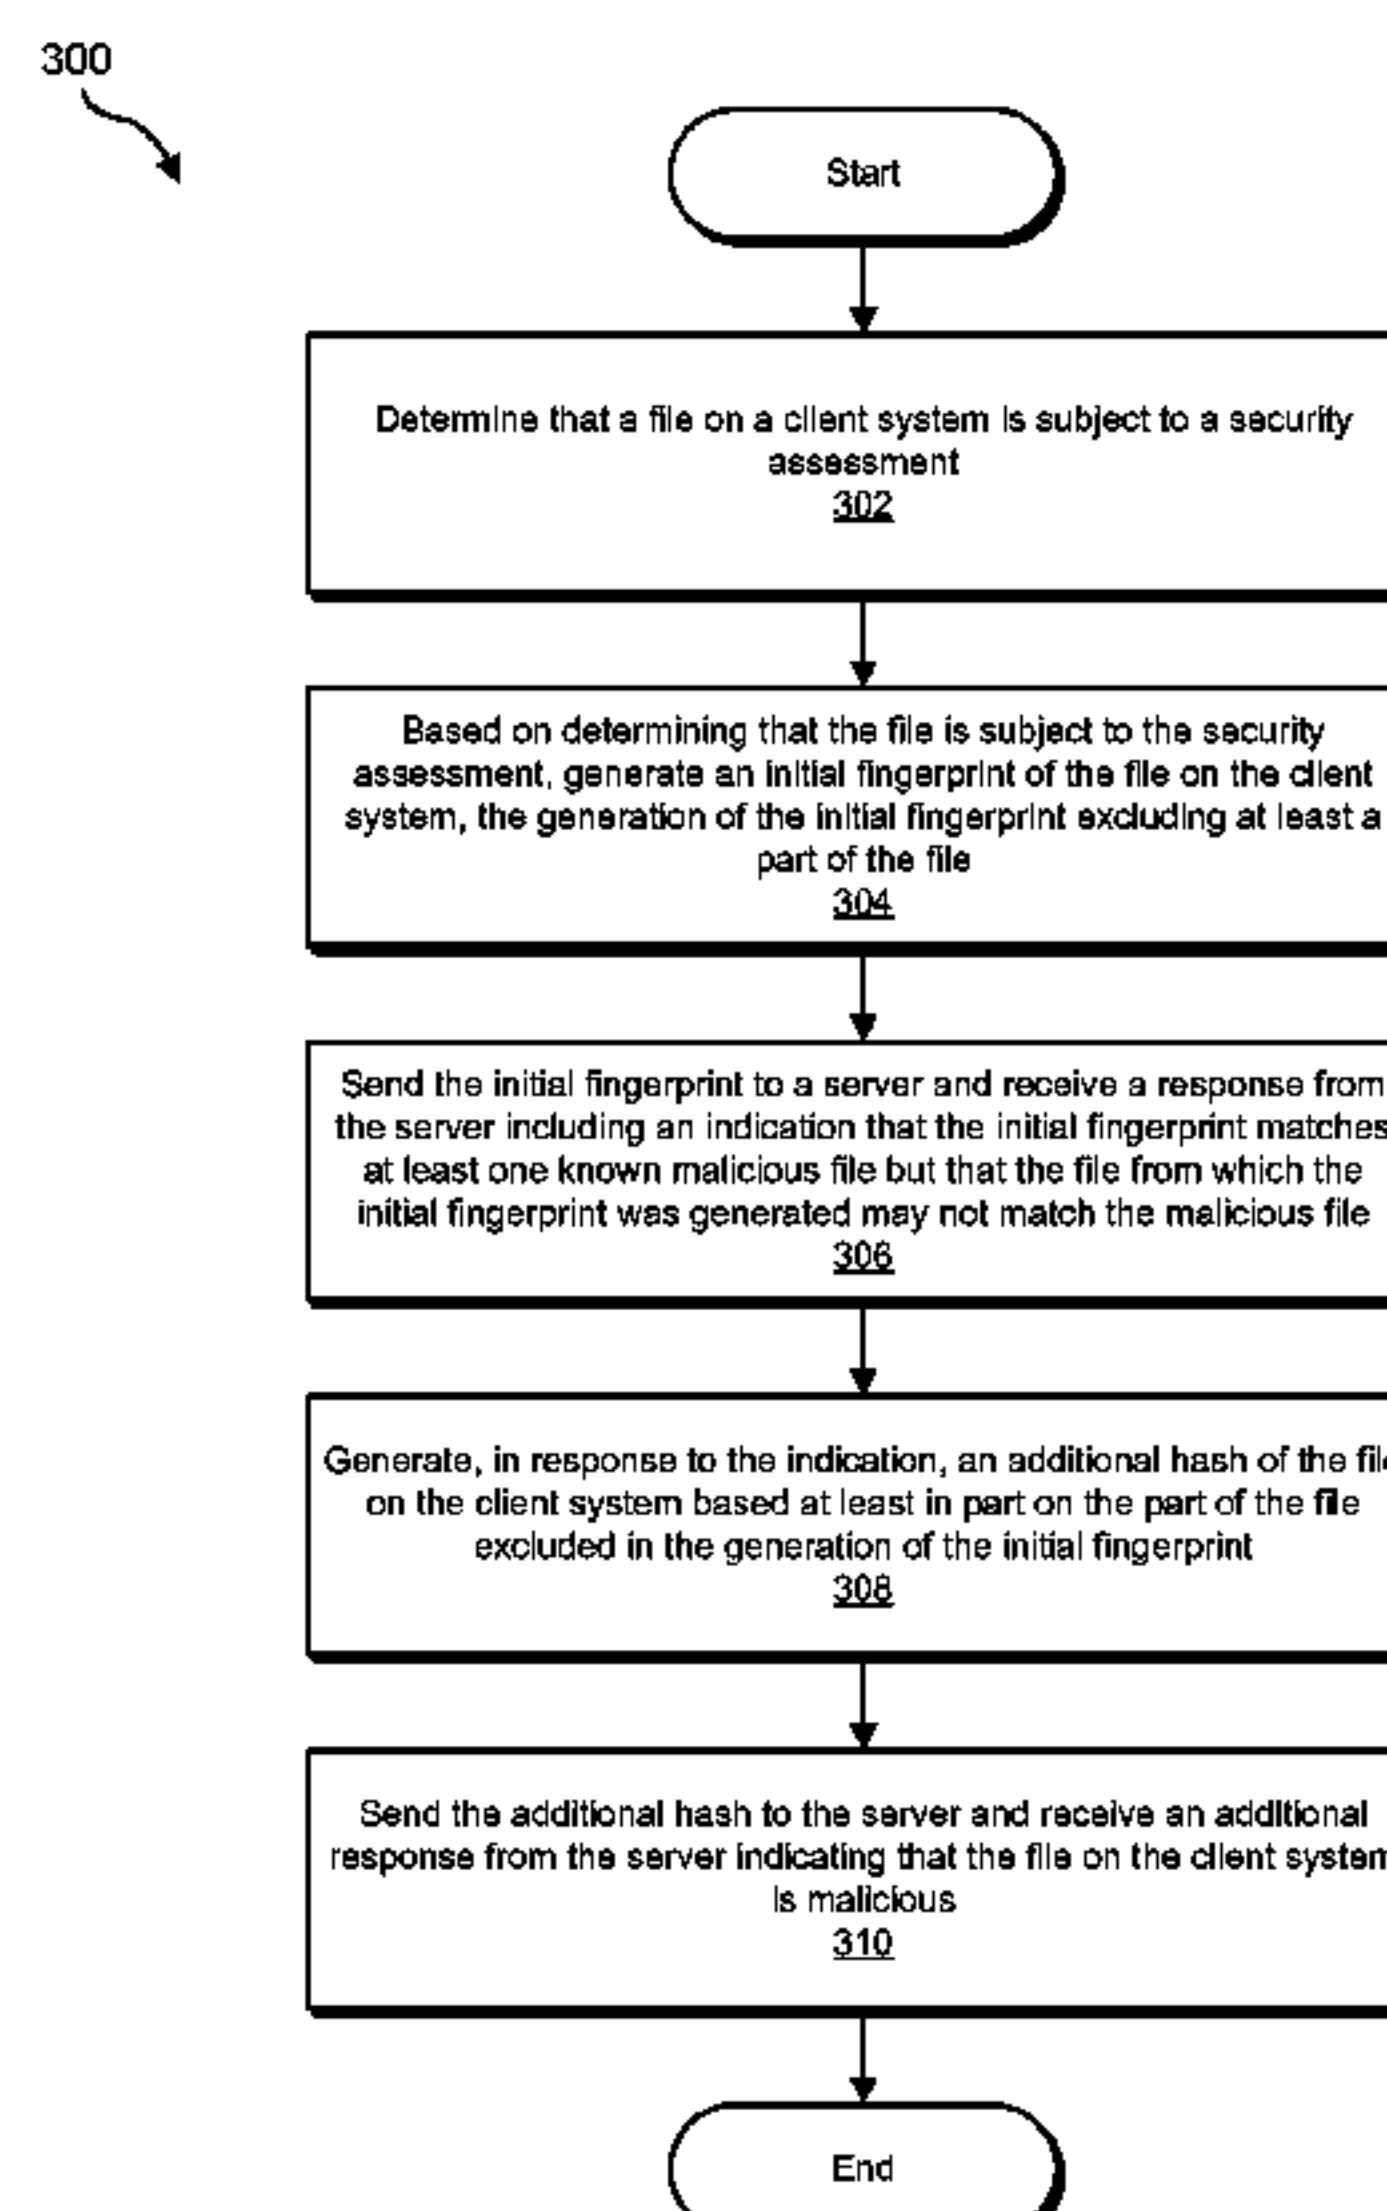 300
Start
Determine that a file on a client system is subject to a security
assessment
302
Based on determining that the file is subject to the security
assessment, generate an initial fingerprint of the file on the client
system, the generation of the initial fingerprint excluding at least a
part of the file
304
Send the initial fingerprint to a server and receive a response from
the server including an indication that the initial fingerprint matches
at least one known malicious file but that the file from which the
initial fingerprint was generated may not match the malicious file
306
Generate, in response to the indication, an additional hash of the file
on the client system based at least in part on the part of the file
excluded in the generation of the initial fingerprint
308
Send the additional hash to the server and receive an additional
response from the server indicating that the file on the client system
is malicious
310
End